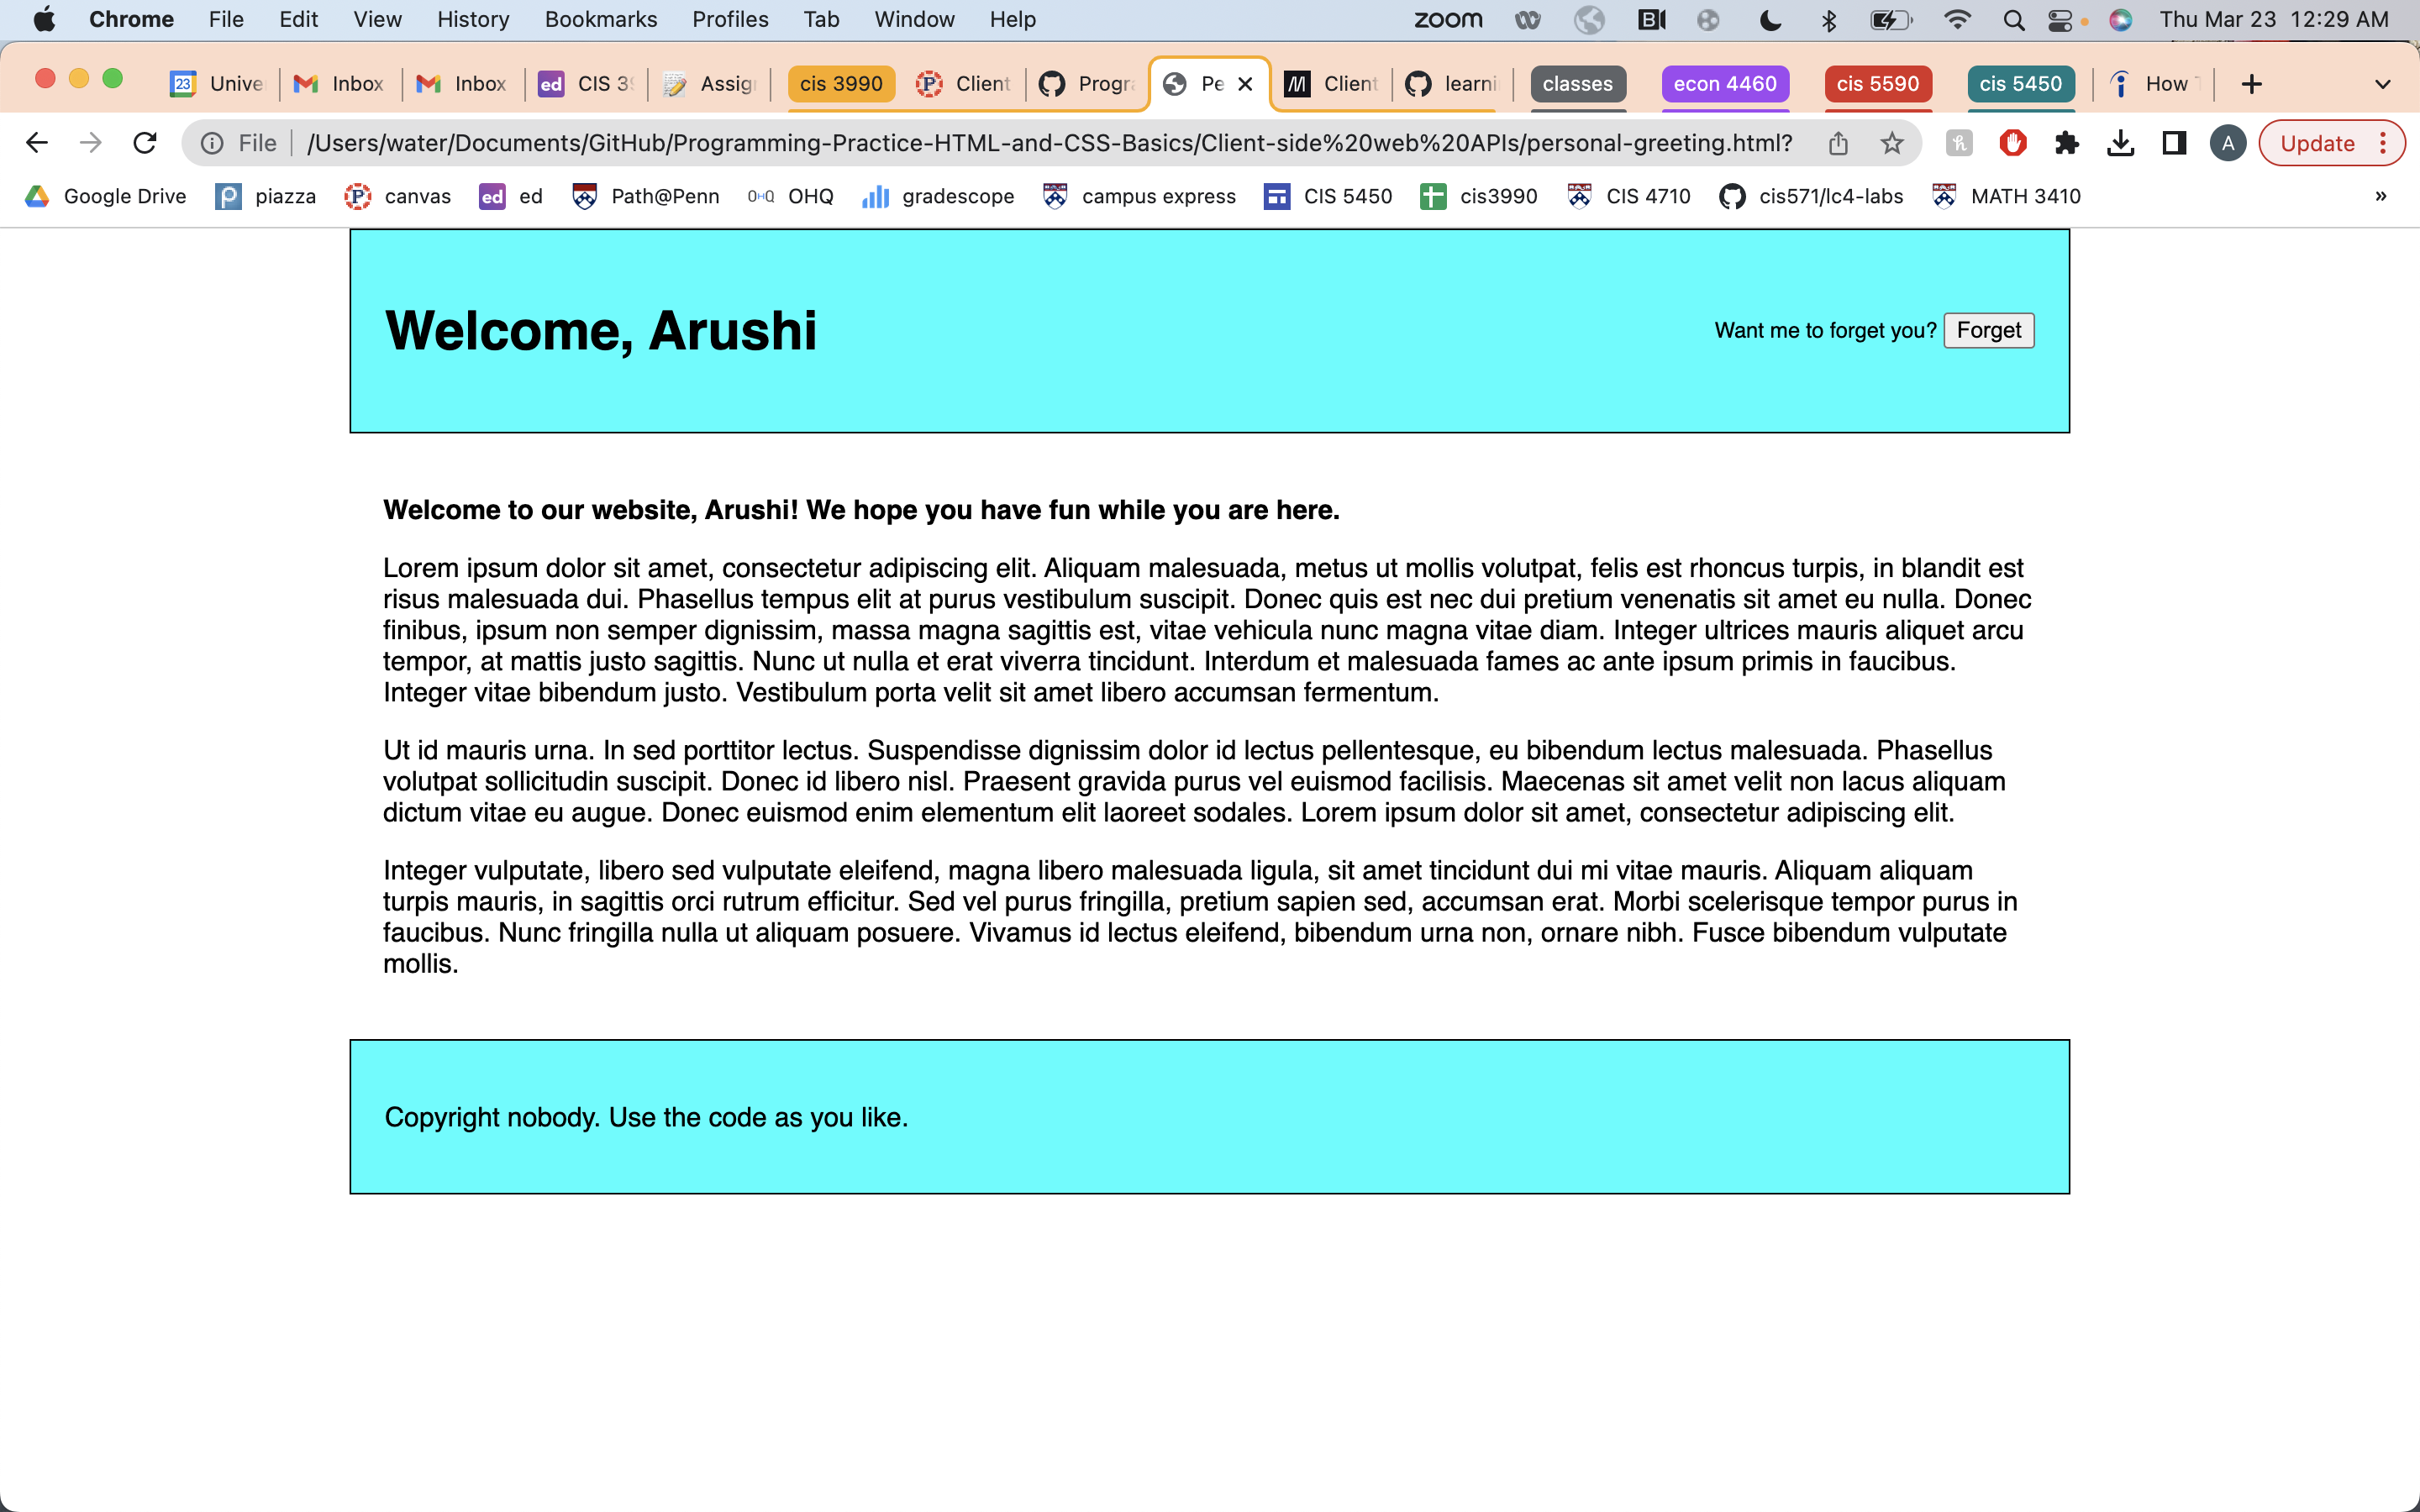 Chrome File Edit View History Bookmarks Profiles Tab Window Help zoom Thu Mar 23 12:29 AM
23 Unive Inbox Inbox ed CIS 39 Assig cis 3990 Client Progra Pe Client learni classes econ 4460 cis 5590 cis 5450 How
File /Users/water/Documents/GitHub/Programming-Practice-HTML-and-CSS-Basics/Client-side%20web%20APIs/personal-greeting.html? A Update
Google Drive piazza canvas ed ed Path@Penn OHQ OHQ gradescope campus express CIS 5450 cis3990 CIS 4710 cis571/lc4-labs MATH 3410 »
Welcome, Arushi
Want me to forget you? Forget
Welcome to our website, Arushi! We hope you have fun while you are here.
Lorem ipsum dolor sit amet, consectetur adipiscing elit. Aliquam malesuada, metus ut mollis volutpat, felis est rhoncus turpis, in blandit est
risus malesuada dui. Phasellus tempus elit at purus vestibulum suscipit. Donec quis est nec dui pretium venenatis sit amet eu nulla. Donec
finibus, ipsum non semper dignissim, massa magna sagittis est, vitae vehicula nunc magna vitae diam. Integer ultrices mauris aliquet arcu
tempor, at mattis justo sagittis. Nunc ut nulla et erat viverra tincidunt. Interdum et malesuada fames ac ante ipsum primis in faucibus.
Integer vitae bibendum justo. Vestibulum porta velit sit amet libero accumsan fermentum.
Ut id mauris urna. In sed porttitor lectus. Suspendisse dignissim dolor id lectus pellentesque, eu bibendum lectus malesuada. Phasellus
volutpat sollicitudin suscipit. Donec id libero nisl. Praesent gravida purus vel euismod facilisis. Maecenas sit amet velit non lacus aliquam
dictum vitae eu augue. Donec euismod enim elementum elit laoreet sodales. Lorem ipsum dolor sit amet, consectetur adipiscing elit.
Integer vulputate, libero sed vulputate eleifend, magna libero malesuada ligula, sit amet tincidunt dui mi vitae mauris. Aliquam aliquam
turpis mauris, in sagittis orci rutrum efficitur. Sed vel purus fringilla, pretium sapien sed, accumsan erat. Morbi scelerisque tempor purus in
faucibus. Nunc fringilla nulla ut aliquam posuere. Vivamus id lectus eleifend, bibendum urna non, ornare nibh. Fusce bibendum vulputate
mollis.
Copyright nobody. Use the code as you like.